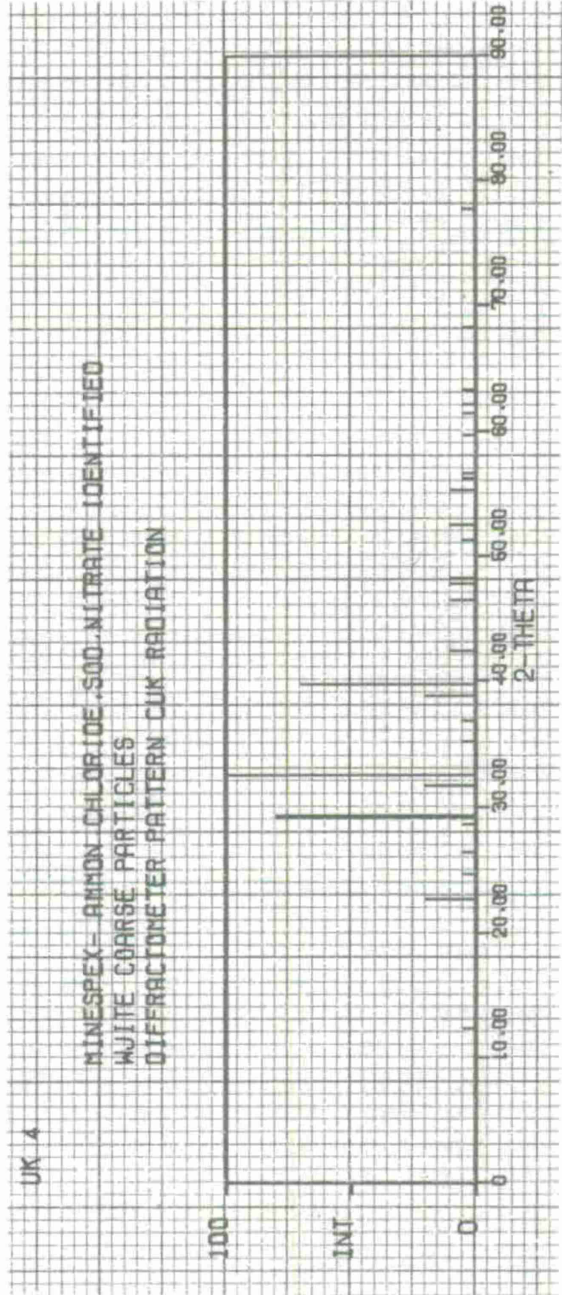 UK 4
MINESPEX- AMMON CHLORIDE,SOD.NITRATE IDENTIFIED
WJITE COARSE PARTICLES
DIFFRACTOMETER PATTERN CUK RADIATION
100
INT
0
0 10.00 20.00 30.00 40.00 50.00 60.00 70.00 80.00 90.00
2-THETA